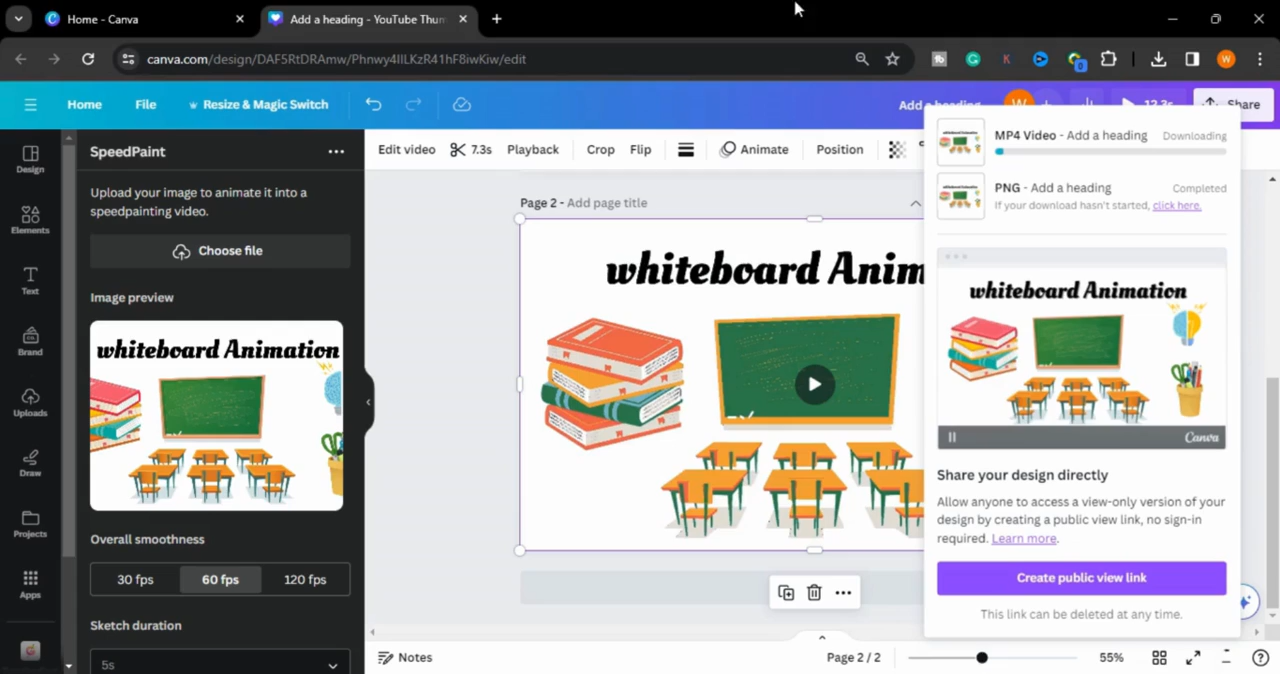 Home - Canva
Add a heading - YouTube Thum
canva.com/design/DAF5RtDRAmw/Phnwy4IILKzR41hF8iwKiw/edit
Home
File
Resize & Magic Switch
Add a heading
W
12.3s
Share
Design
Elements
Text
Brand
Uploads
Draw
Projects
Apps
SpeedPaint
Upload your image to animate it into a
speedpainting video.
Choose file
Image preview
whiteboard Animation
Overall smoothness
30 fps
60 fps
120 fps
Sketch duration
5s
Edit video
7.3s
Playback
Crop
Flip
Animate
Position
Page 2 - Add page title
whiteboard Anim
MP4 Video - Add a heading
Downloading
PNG - Add a heading
Completed
If your download hasn't started, click here.
whiteboard Animation
Canva
Share your design directly
Allow anyone to access a view-only version of your
design by creating a public view link, no sign-in
required. Learn more.
Create public view link
This link can be deleted at any time.
Notes
Page 2 / 2
55%